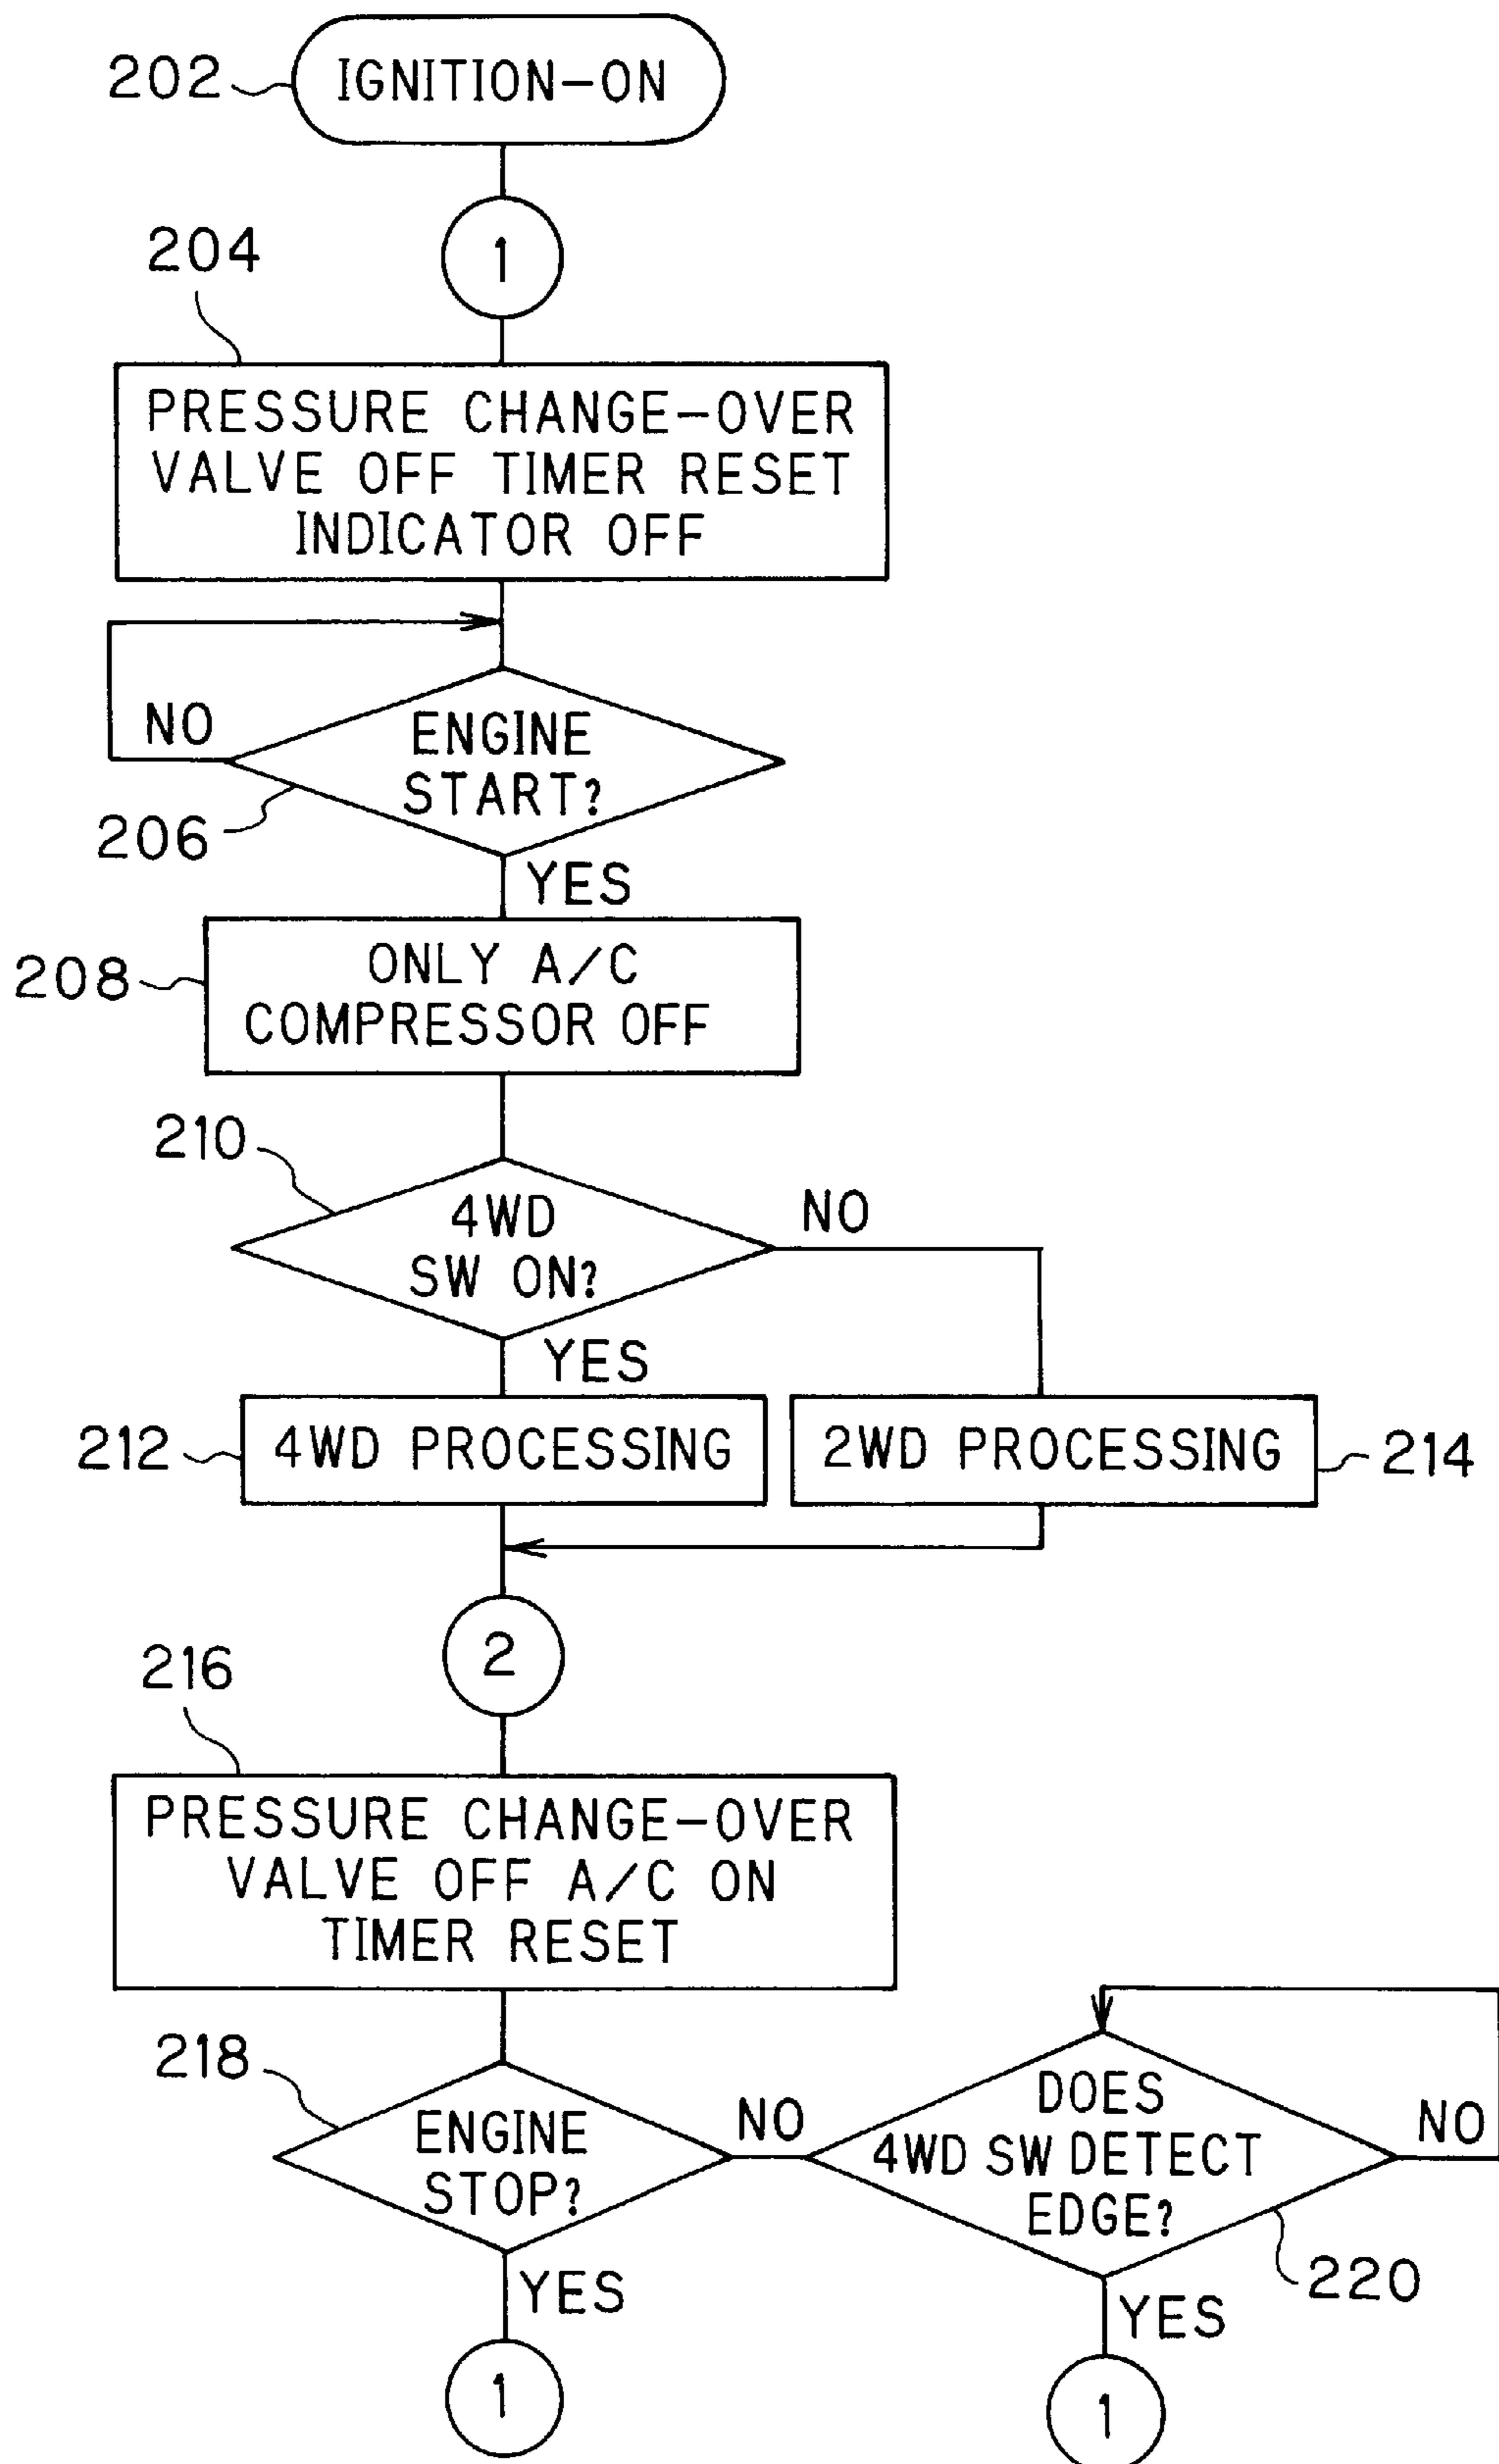 202
IGNITION-ON
1
204
PRESSURE CHANGE-OVER
VALVE OFF TIMER RESET
INDICATOR OFF
NO
ENGINE
START?
206
YES
208
ONLY A/C
COMPRESSOR OFF
210
4WD
SW ON?
NO
YES
212
4WD PROCESSING
2WD PROCESSING
214
2
216
PRESSURE CHANGE-OVER
VALVE OFF A/C ON
TIMER RESET
218
ENGINE
STOP?
NO
DOES
4WD SW DETECT
EDGE?
NO
220
YES
YES
1
1